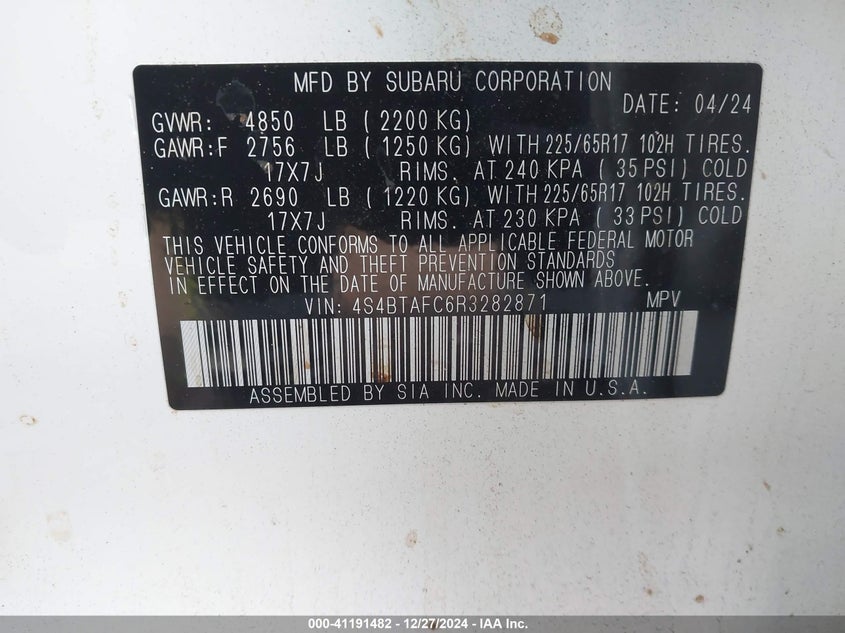 MFD BY SUBARU CORPORATION
DATE: 04/24
GVWR: 4850 LB (2200 KG)
GAWR:F 2756 LB (1250 KG) WITH 225/65R17 102H TIRES.
17X7J RIMS. AT 240 KPA (35 PSI) COLD
GAWR:R 2690 LB (1220 KG) WITH 225/65R17 102H TIRES.
17X7J RIMS. AT 230 KPA (33 PSI) COLD
THIS VEHICLE CONFORMS TO ALL APPLICABLE FEDERAL MOTOR
VEHICLE SAFETY AND THEFT PREVENTION STANDARDS
IN EFFECT ON THE DATE OF MANUFACTURE SHOWN ABOVE.
VIN: 4S4BTAFC6R3282871 MPV
ASSEMBLED BY SIA INC. MADE IN U.S.A.
000-41191482 - 12/27/2024 - IAA Inc.